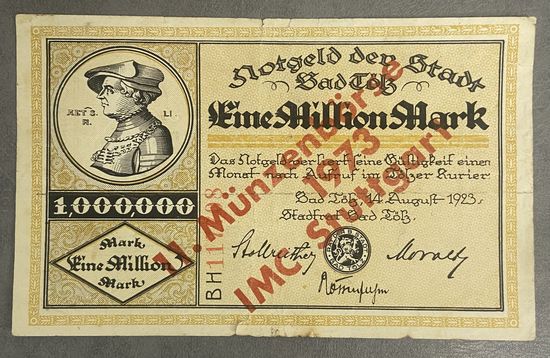 Notgeld der Stadt
Bad Tölz
Eine Million Mark
Das Notgeld verliert seine Gültigkeit einen
Monat nach Aufruf im Tölzer Kurier.
Bad Tölz, 14. August 1923.
Stadtrat Bad Tölz.
LI
1,000,000
Mark
Eine Million
Mark
BH
11. Münzenbörse
1973
IMC Stuttgart